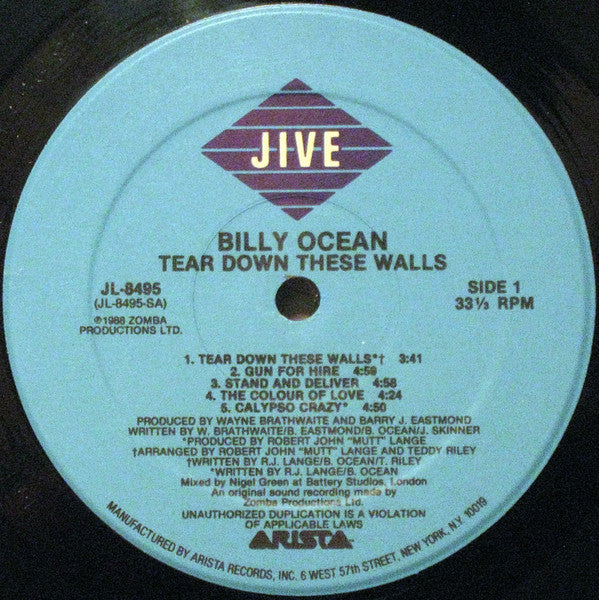 JIVE
BILLY OCEAN
TEAR DOWN THESE WALLS
JL-8495
(JL-8495-SA)
℗1988 ZOMBA
PRODUCTIONS LTD.
SIDE 1
33⅓ RPM
1. TEAR DOWN THESE WALLS*† 3:41
2. GUN FOR HIRE 4:59
3. STAND AND DELIVER 4:58
4. THE COLOUR OF LOVE 4:24
5. CALYPSO CRAZY* 4:50
PRODUCED BY WAYNE BRATHWAITE AND BARRY J. EASTMOND
WRITTEN BY W. BRATHWAITE/B. EASTMOND/B. OCEAN/J. SKINNER
*PRODUCED BY ROBERT JOHN "MUTT" LANGE
†ARRANGED BY ROBERT JOHN "MUTT" LANGE AND TEDDY RILEY
†WRITTEN BY R.J. LANGE/B. OCEAN/T. RILEY
*WRITTEN BY R.J. LANGE/B. OCEAN
Mixed by Nigel Green at Battery Studios, London
An original sound recording made by
Zomba Productions Ltd.
UNAUTHORIZED DUPLICATION IS A VIOLATION
OF APPLICABLE LAWS
ARISTA
MANUFACTURED BY ARISTA RECORDS, INC. 6 WEST 57th STREET, NEW YORK, N.Y. 10019